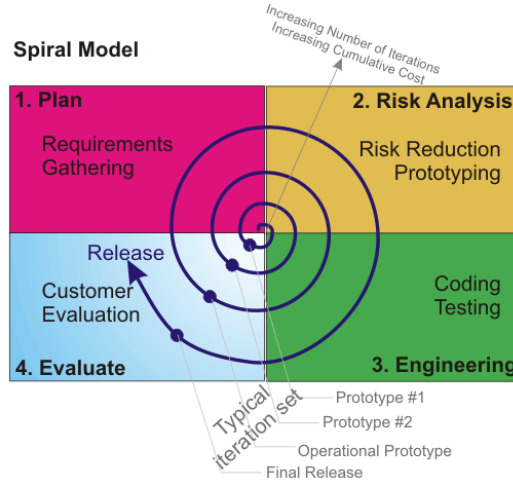 Increasing Number of Iterations
Increasing Cumulative Cost
Spiral Model
1. Plan
2. Risk Analysis
Requirements
Gathering
Risk Reduction
Prototyping
Release
Customer
Evaluation
Coding
Testing
4. Evaluate
3. Engineering
Typical
iteration set
Prototype #1
Prototype #2
Operational Prototype
Final Release